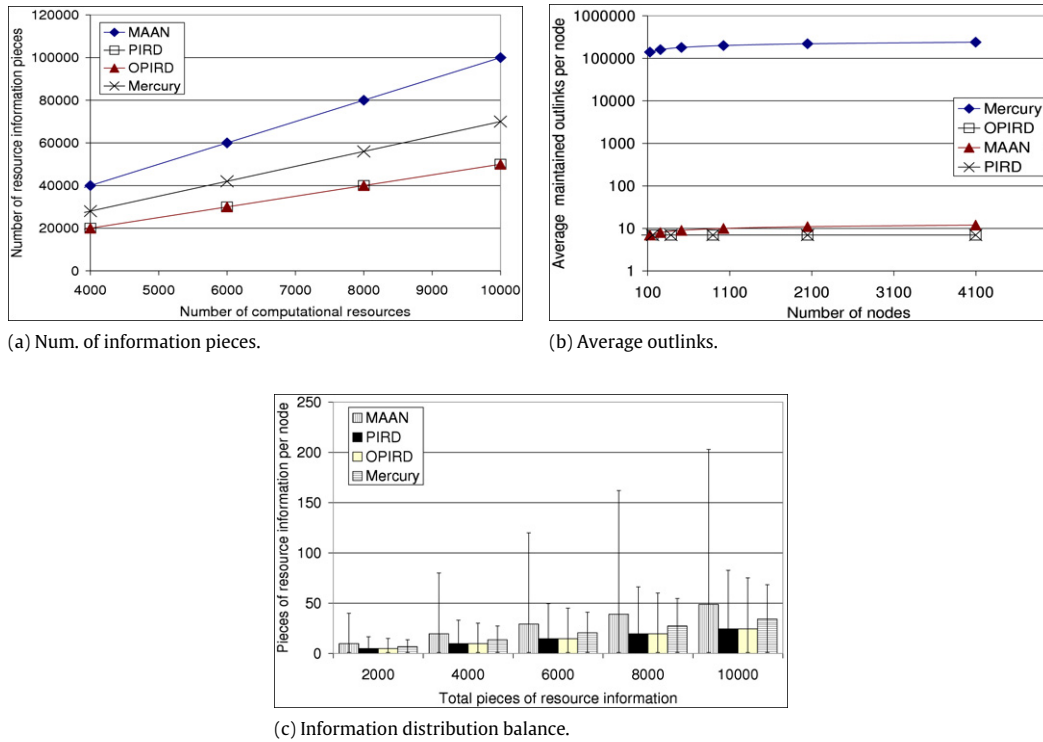 120000
100000
80000
60000
40000
20000
0
Number of resource information pieces
MAAN
PIRD
OPIRD
Mercury
4000 5000 6000 7000 8000 9000 10000
Number of computational resources
(a) Num. of information pieces.
1000000
100000
10000
1000
100
10
1
Average maintained outlinks per node
Mercury
OPIRD
MAAN
PIRD
100 1100 2100 3100 4100
Number of nodes
(b) Average outlinks.
250
200
150
100
50
0
Pieces of resource information per node
MAAN
PIRD
OPIRD
Mercury
2000 4000 6000 8000 10000
Total pieces of resource information
(c) Information distribution balance.